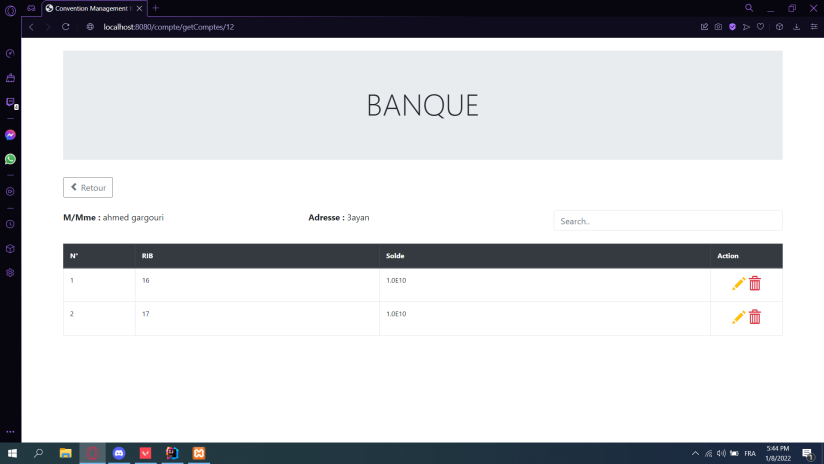 Convention Management
localhost:8080/compte/getComptes/12
BANQUE
Retour
M/Mme : ahmed gargouri
Adresse : 3ayan
Search..
N° RIB Solde Action
1 16 1.0E10
2 17 1.0E10
FRA
5:44 PM
1/8/2022